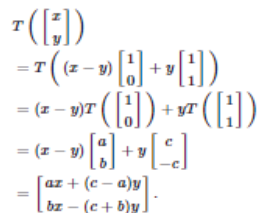 T([x y])
= T((x − y)[1 0] + y[1 1])
= (x − y)T([1 0]) + yT([1 1])
= (x − y)[a b] + y[c −c]
= [ax + (c − a)y bx − (c + b)y].